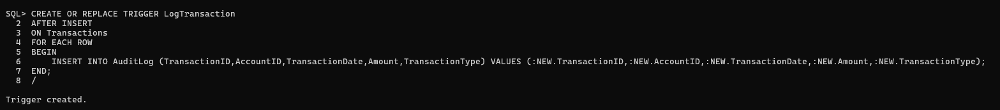 SQL> CREATE OR REPLACE TRIGGER LogTransaction
  2  AFTER INSERT
  3  ON Transactions
  4  FOR EACH ROW
  5  BEGIN
  6      INSERT INTO AuditLog (TransactionID,AccountID,TransactionDate,Amount,TransactionType) VALUES (:NEW.TransactionID,:NEW.AccountID,:NEW.TransactionDate,:NEW.Amount,:NEW.TransactionType);
  7  END;
  8  /
Trigger created.